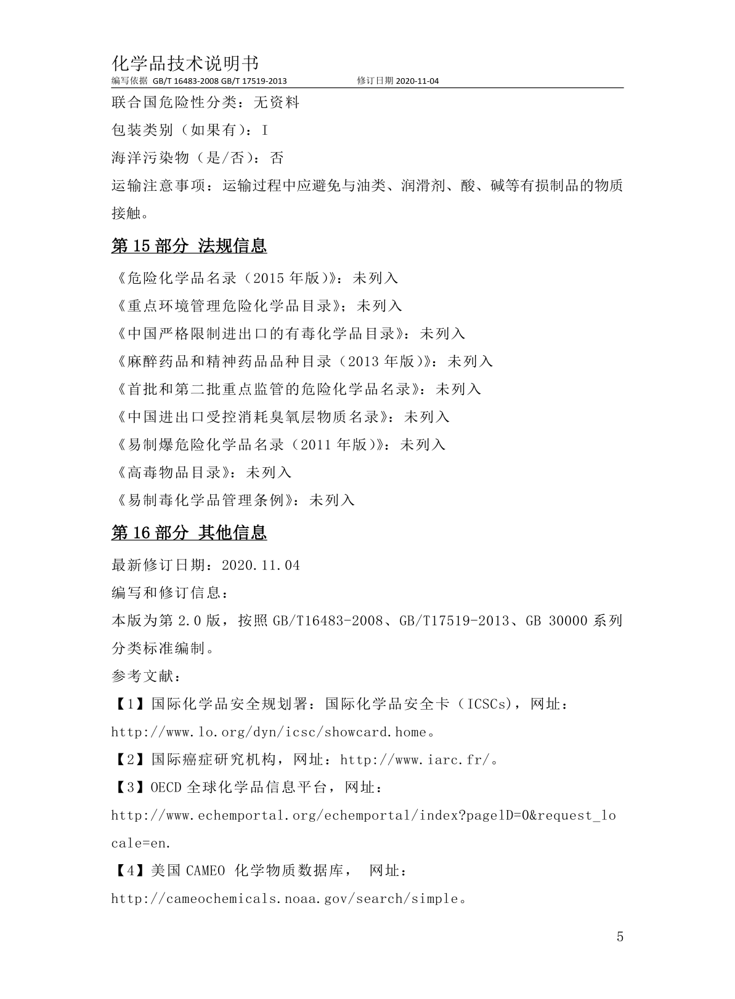 化学品技术说明书
编写依据 GB/T 16483-2008 GB/T 17519-2013 修订日期 2020-11-04
联合国危险性分类：无资料
包装类别（如果有）：I
海洋污染物（是/否）：否
运输注意事项：运输过程中应避免与油类、润滑剂、酸、碱等有损制品的物质
接触。
第 15 部分 法规信息
《危险化学品名录（2015 年版）》：未列入
《重点环境管理危险化学品目录》；未列入
《中国严格限制进出口的有毒化学品目录》：未列入
《麻醉药品和精神药品品种目录（2013 年版）》：未列入
《首批和第二批重点监管的危险化学品名录》：未列入
《中国进出口受控消耗臭氧层物质名录》：未列入
《易制爆危险化学品名录（2011 年版）》：未列入
《高毒物品目录》：未列入
《易制毒化学品管理条例》：未列入
第 16 部分 其他信息
最新修订日期：2020.11.04
编写和修订信息：
本版为第 2.0 版，按照 GB/T16483-2008、GB/T17519-2013、GB 30000 系列
分类标准编制。
参考文献：
【1】国际化学品安全规划署：国际化学品安全卡（ICSCs)，网址：
http://www.lo.org/dyn/icsc/showcard.home。
【2】国际癌症研究机构，网址：http://www.iarc.fr/。
【3】OECD 全球化学品信息平台，网址：
http://www.echemportal.org/echemportal/index?pagelD=0&request_lo
cale=en.
【4】美国 CAMEO 化学物质数据库， 网址：
http://cameochemicals.noaa.gov/search/simple。
5